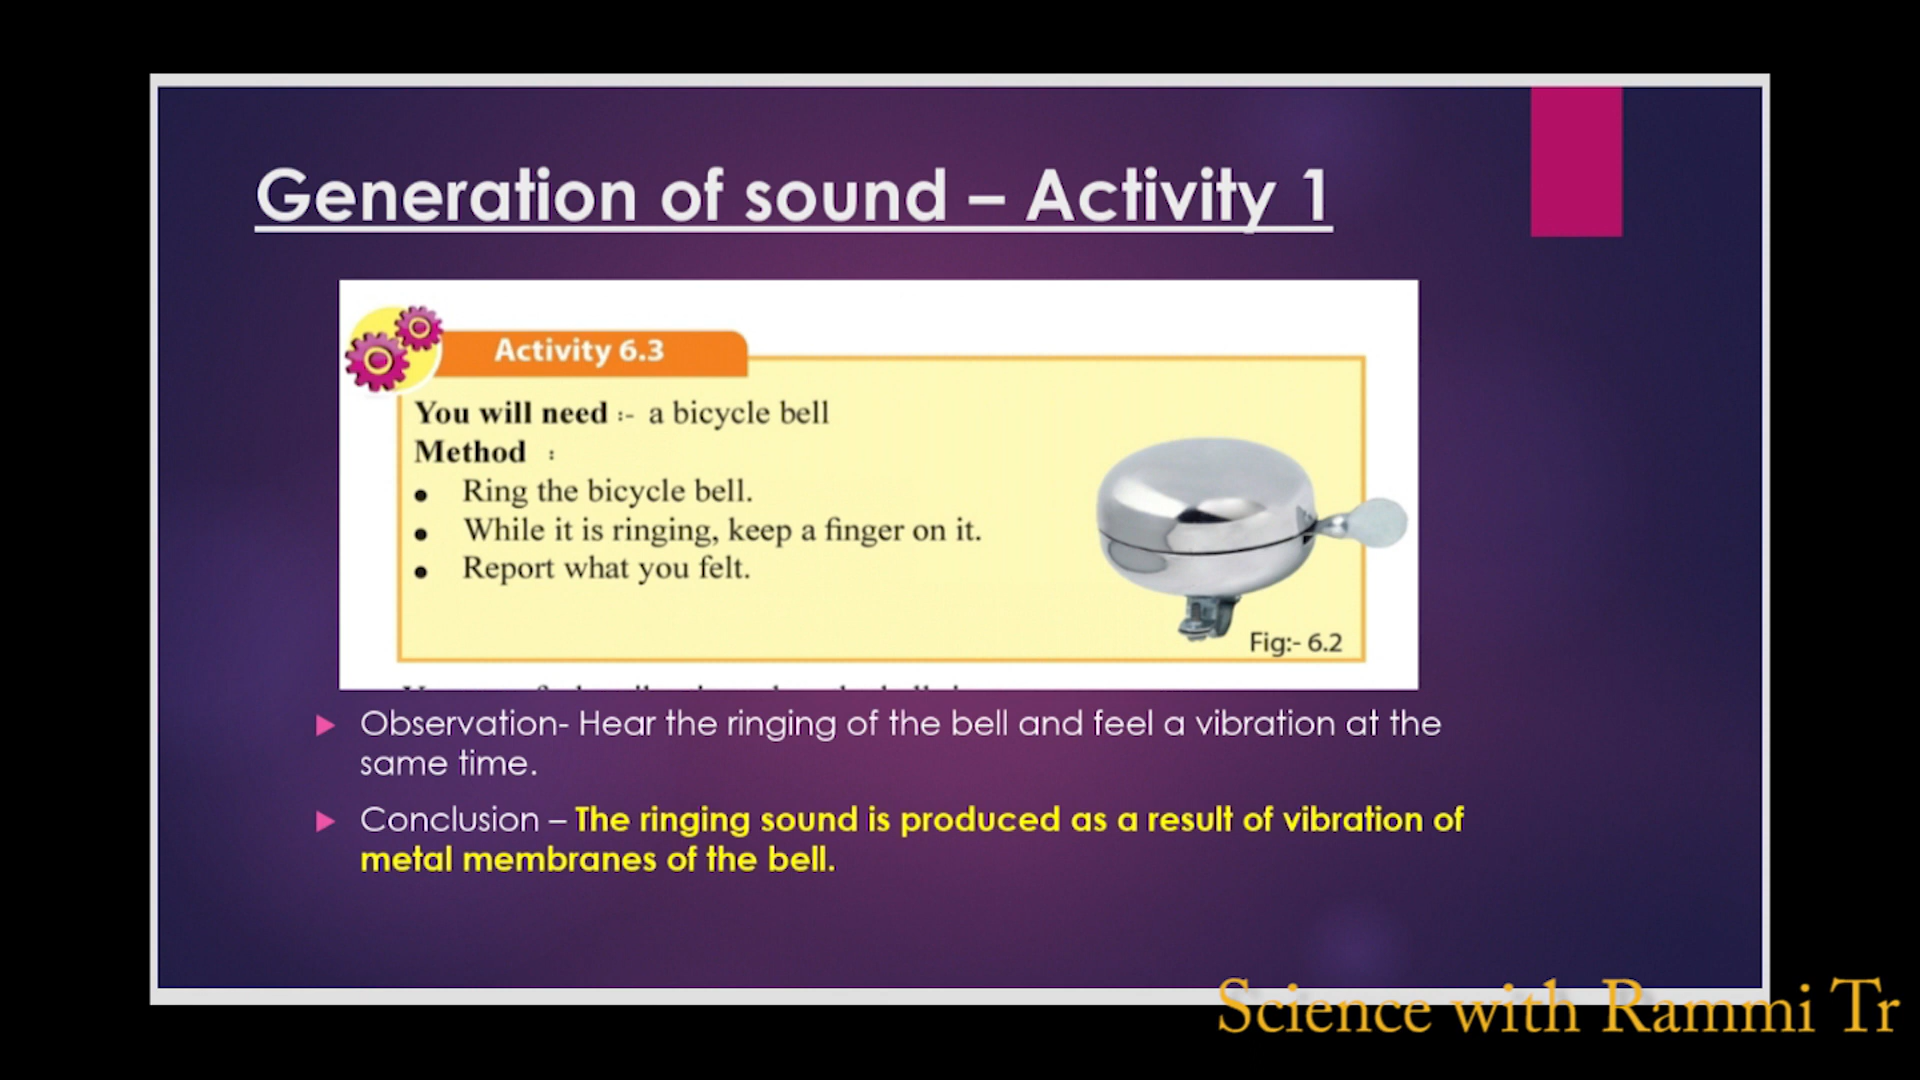 Generation of sound – Activity 1
Activity 6.3
You will need :- a bicycle bell
Method :
• Ring the bicycle bell.
• While it is ringing, keep a finger on it.
• Report what you felt.
Fig:- 6.2
Observation- Hear the ringing of the bell and feel a vibration at the
same time.
Conclusion – The ringing sound is produced as a result of vibration of
metal membranes of the bell.
Science with Rammi Tr